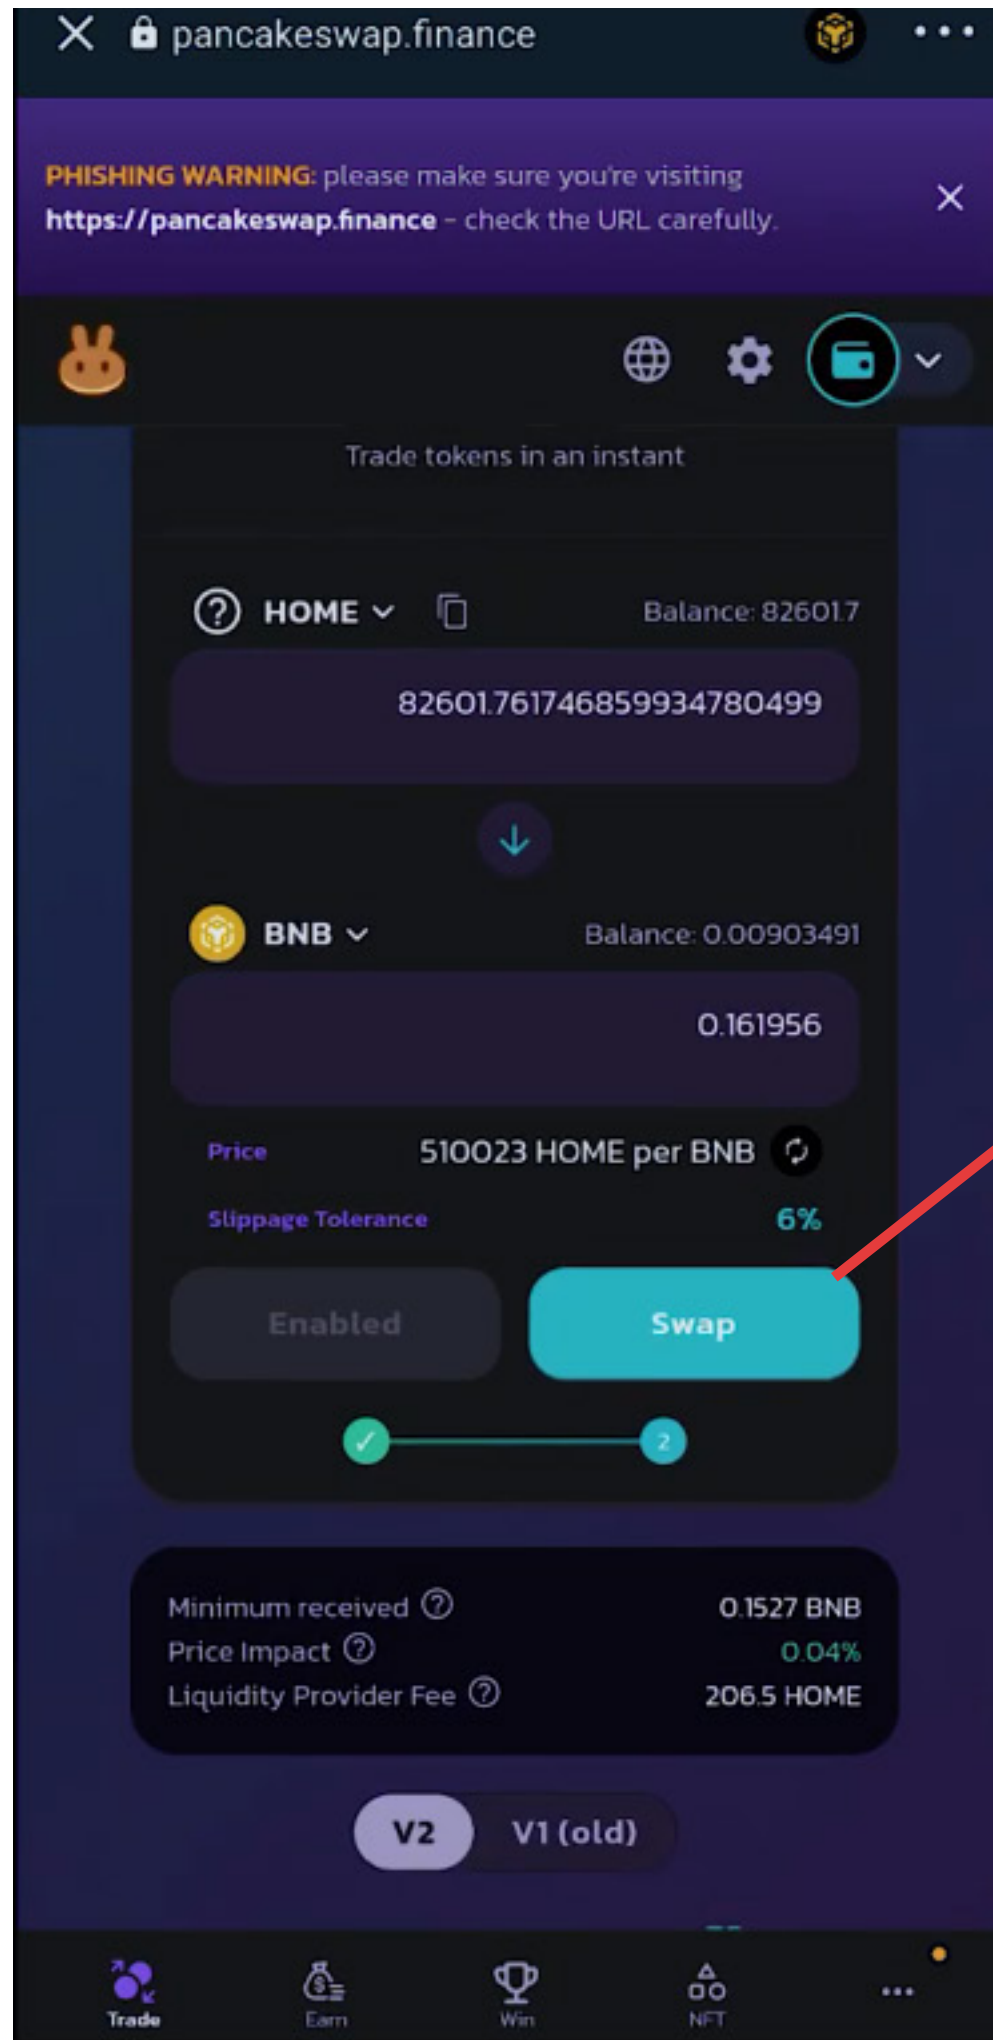 pancakeswap.finance
PHISHING WARNING: please make sure you're visiting
https://pancakeswap.finance - check the URL carefully.
Trade tokens in an instant
HOME
Balance: 82601.7
82601.761746859934780499
BNB
Balance: 0.00903491
0.161956
Price
510023 HOME per BNB
Slippage Tolerance
6%
Enabled
Swap
2
Minimum received
0.1527 BNB
Price Impact
0.04%
Liquidity Provider Fee
206.5 HOME
V2
V1 (old)
Trade
Earn
Win
NFT